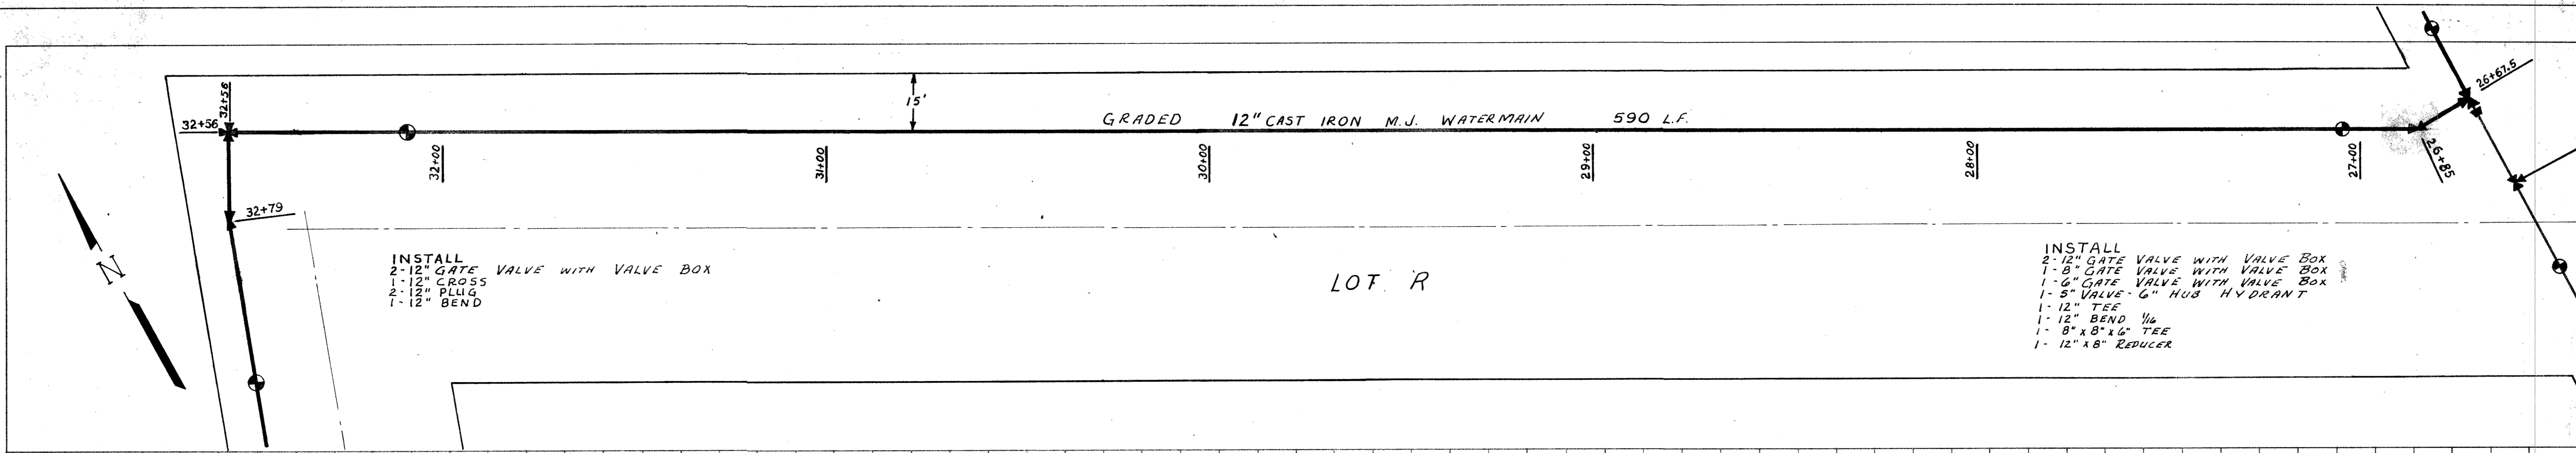 32+56
32+56
15'
GRADED 12" CAST IRON M.J. WATERMAIN 590 L.F.
26+67.5
32+00
31+00
30+00
29+00
28+00
27+00
26+85
32+79
N
INSTALL
2-12" GATE VALVE WITH VALVE BOX
1-12" CROSS
2-12" PLUG
1-12" BEND
LOT R
INSTALL
2-12" GATE VALVE WITH VALVE BOX
1-8" GATE VALVE WITH VALVE BOX
1-6" GATE VALVE WITH VALVE BOX
1-5" VALVE-6" HUB HYDRANT
1-12" TEE
1-12" BEND 1/16
1-8"x8"x6" TEE
1-12"x8" REDUCER